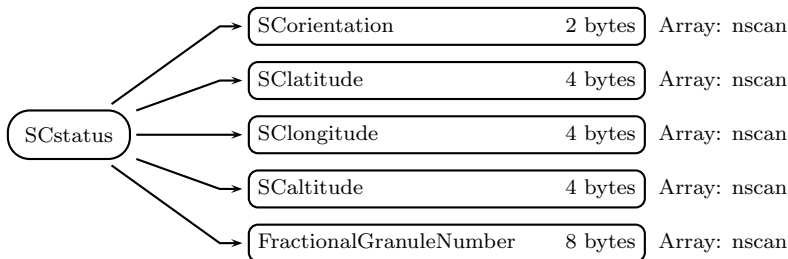 SCorientation 2 bytes Array: nscan
SClatitude 4 bytes Array: nscan
SCstatus SClongitude 4 bytes Array: nscan
SCaltitude 4 bytes Array: nscan
FractionalGranuleNumber 8 bytes Array: nscan